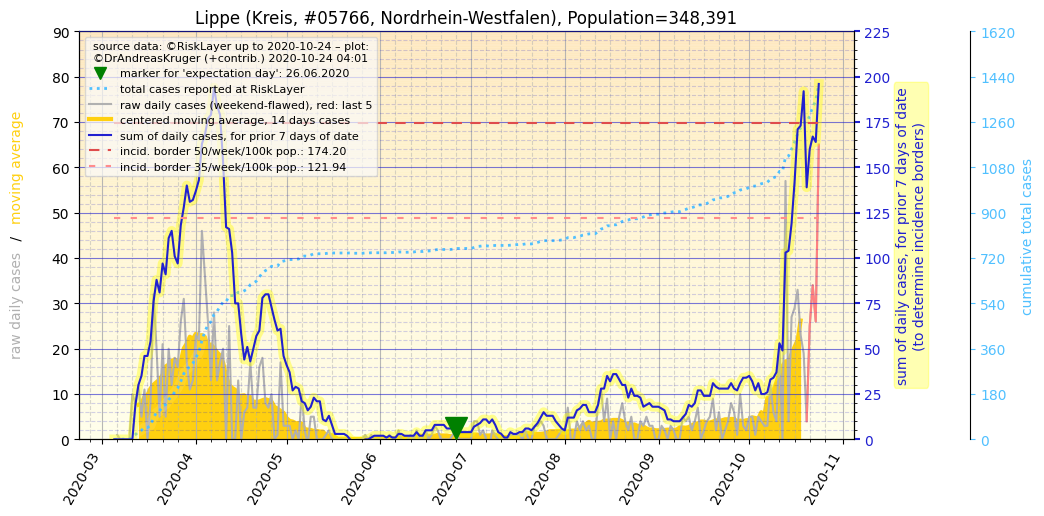 Lippe (Kreis, #05766, Nordrhein-Westfalen), Population=348,391
source data: ©RiskLayer up to 2020-10-24 – plot:
©DrAndreasKruger (+contrib.) 2020-10-24 04:01
marker for 'expectation day': 26.06.2020
total cases reported at RiskLayer
raw daily cases (weekend-flawed), red: last 5
centered moving average, 14 days cases
sum of daily cases, for prior 7 days of date
incid. border 50/week/100k pop.: 174.20
incid. border 35/week/100k pop.: 121.94
raw daily cases / moving average
90
80
70
60
50
40
30
20
10
0
225
200
175
150
125
100
75
50
25
0
sum of daily cases, for prior 7 days of date
(to determine incidence borders)
1620
1440
1260
1080
900
720
540
360
180
0
cumulative total cases
2020-03
2020-04
2020-05
2020-06
2020-07
2020-08
2020-09
2020-10
2020-11